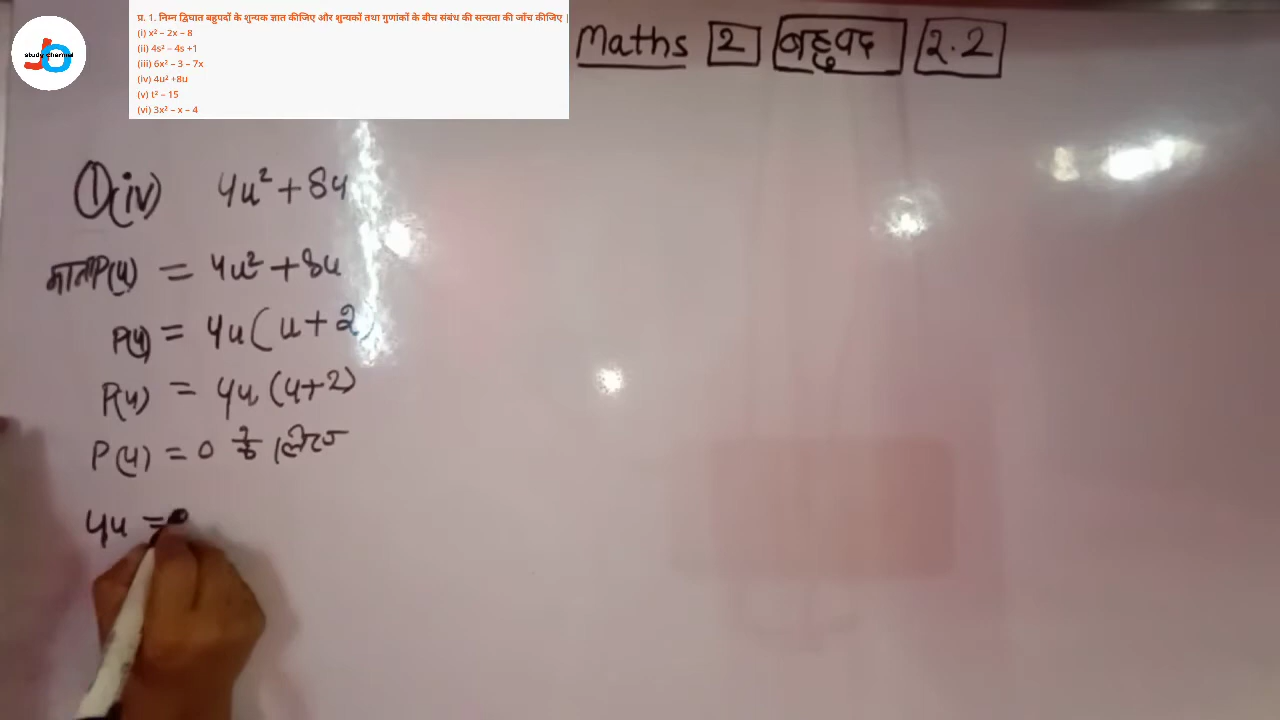 प्र. 1. निम्न द्विघात बहुपदों के शुन्यक ज्ञात कीजिए और शुन्यकों तथा गुणांकों के बीच संबंध की सत्यता की जाँच कीजिए |
(i) x² – 2x – 8
(ii) 4s² – 4s +1
(iii) 6x² – 3 – 7x
(iv) 4u² +8u
(v) t² – 15
(vi) 3x² – x – 4
study channel
Maths 2 बहुपद 2.2
① (iv) 4u² + 8u
माना P(u) = 4u² + 8u
P(u) = 4u(u + 2)
P(u) = 4u (u+2)
P(u) = 0 के लिए
4u = 0